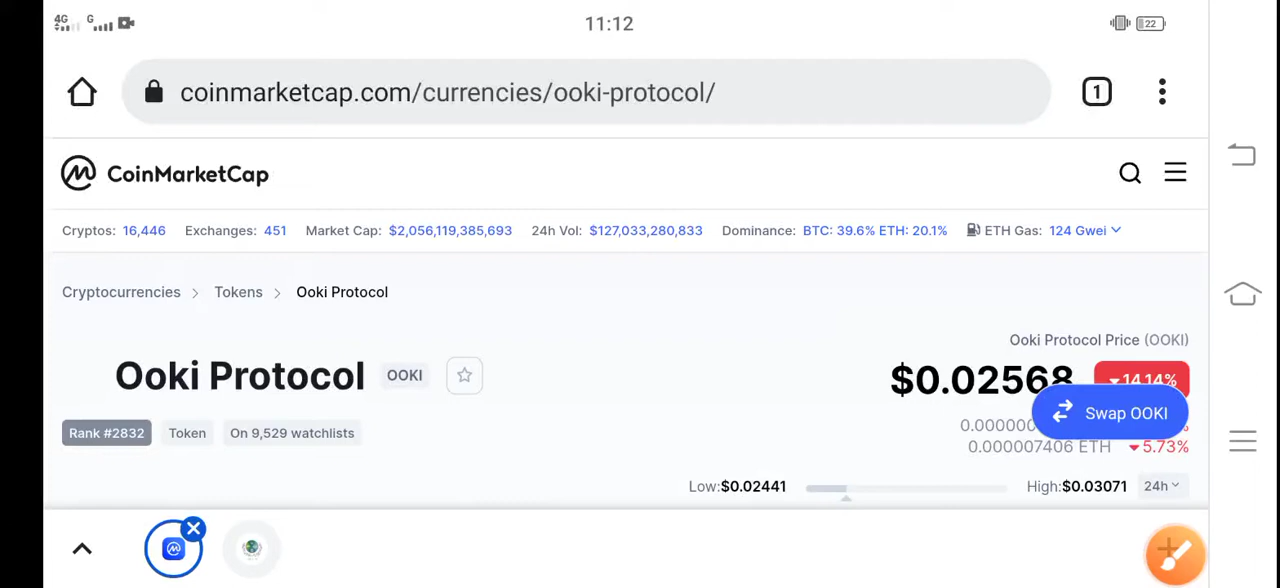 4G G 11:12 22
coinmarketcap.com/currencies/ooki-protocol/ 1
CoinMarketCap
Cryptos: 16,446 Exchanges: 451 Market Cap: $2,056,119,385,693 24h Vol: $127,033,280,833 Dominance: BTC: 39.6% ETH: 20.1% ETH Gas: 124 Gwei
Cryptocurrencies > Tokens > Ooki Protocol
Ooki Protocol Price (OOKI)
Ooki Protocol OOKI $0.02568 14.14%
Swap OOKI
Rank #2832 Token On 9,529 watchlists
0.000007406 ETH 5.73%
Low:$0.02441 High:$0.03071 24h